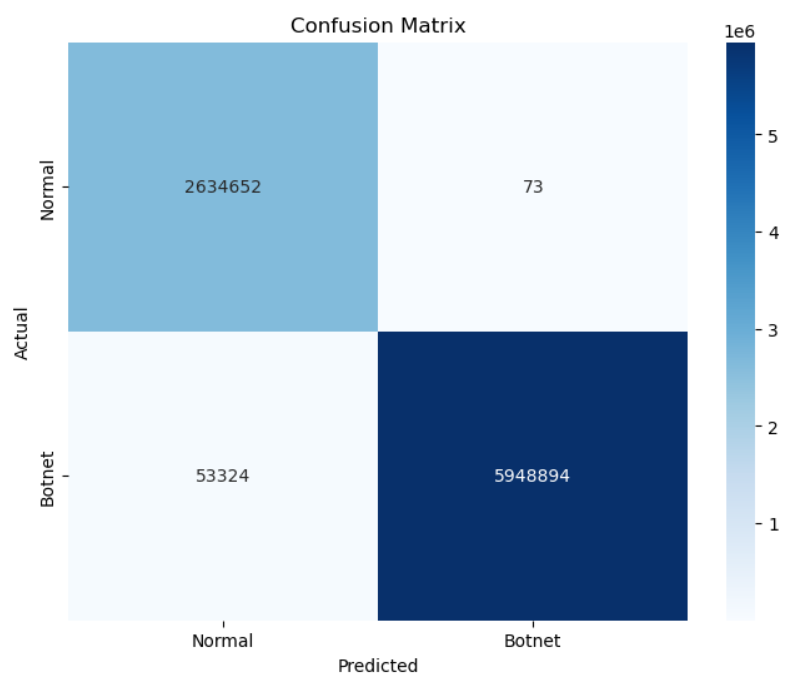 Confusion Matrix
1e6
Normal
2634652
73
5
4
Actual
3
2
Botnet
53324
5948894
1
Normal
Botnet
Predicted